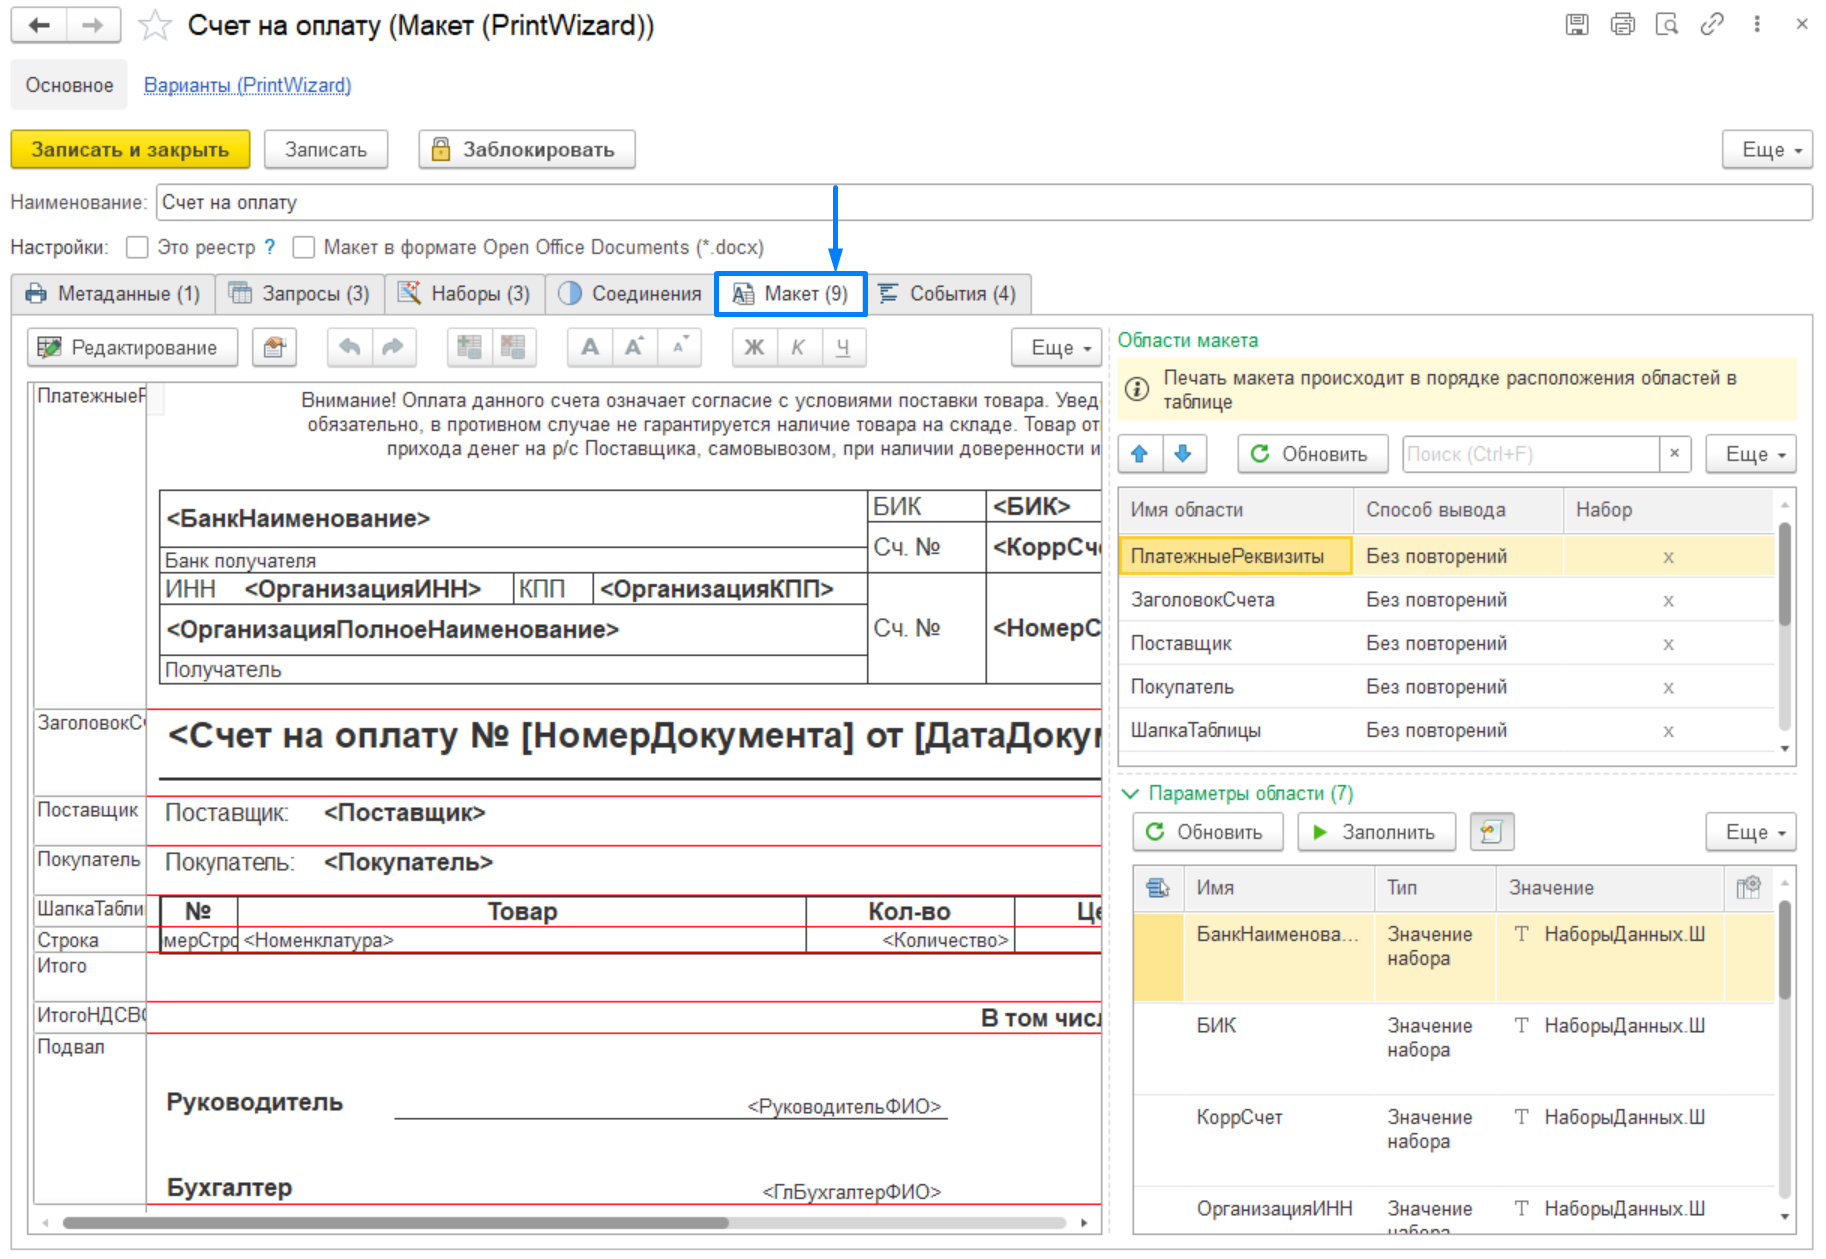 Счет на оплату (Макет (PrintWizard))
Основное Варианты (PrintWizard)
Записать и закрыть Записать Заблокировать Еще
Наименование: Счет на оплату
Настройки: Это реестр ? Макет в формате Open Office Documents (*.docx)
Метаданные (1) Запросы (3) Наборы (3) Соединения Макет (9) События (4)
Редактирование Ж К Ч Еще
Области макета
Печать макета происходит в порядке расположения областей в
таблице
Обновить Поиск (Ctrl+F) × Еще
Имя области Способ вывода Набор
ПлатежныеРеквизиты Без повторений x
ЗаголовокСчета Без повторений x
Поставщик Без повторений x
Покупатель Без повторений x
ШапкаТаблицы Без повторений x
Параметры области (7)
Обновить Заполнить Еще
Имя Тип Значение
БанкНаименова... Значение набора T НаборыДанных.Ш
БИК Значение набора T НаборыДанных.Ш
КоррСчет Значение набора T НаборыДанных.Ш
ОрганизацияИНН Значение набора T НаборыДанных.Ш
ПлатежныеР
Внимание! Оплата данного счета означает согласие с условиями поставки товара. Увед
обязательно, в противном случае не гарантируется наличие товара на складе. Товар от
прихода денег на р/с Поставщика, самовывозом, при наличии доверенности и
<БанкНаименование> БИК <БИК>
Банк получателя Сч. № <КоррСч
ИНН <ОрганизацияИНН> КПП <ОрганизацияКПП>
<ОрганизацияПолноеНаименование> Сч. № <НомерС
Получатель
ЗаголовокСч <Счет на оплату № [НомерДокумента] от [ДатаДокум
Поставщик Поставщик: <Поставщик>
Покупатель Покупатель: <Покупатель>
ШапкаТабли № Товар Кол-во Це
Строка мерСтро <Номенклатура> <Количество>
Итого
ИтогоНДСВ В том чис
Подвал
Руководитель <РуководительФИО>
Бухгалтер <ГлБухгалтерФИО>